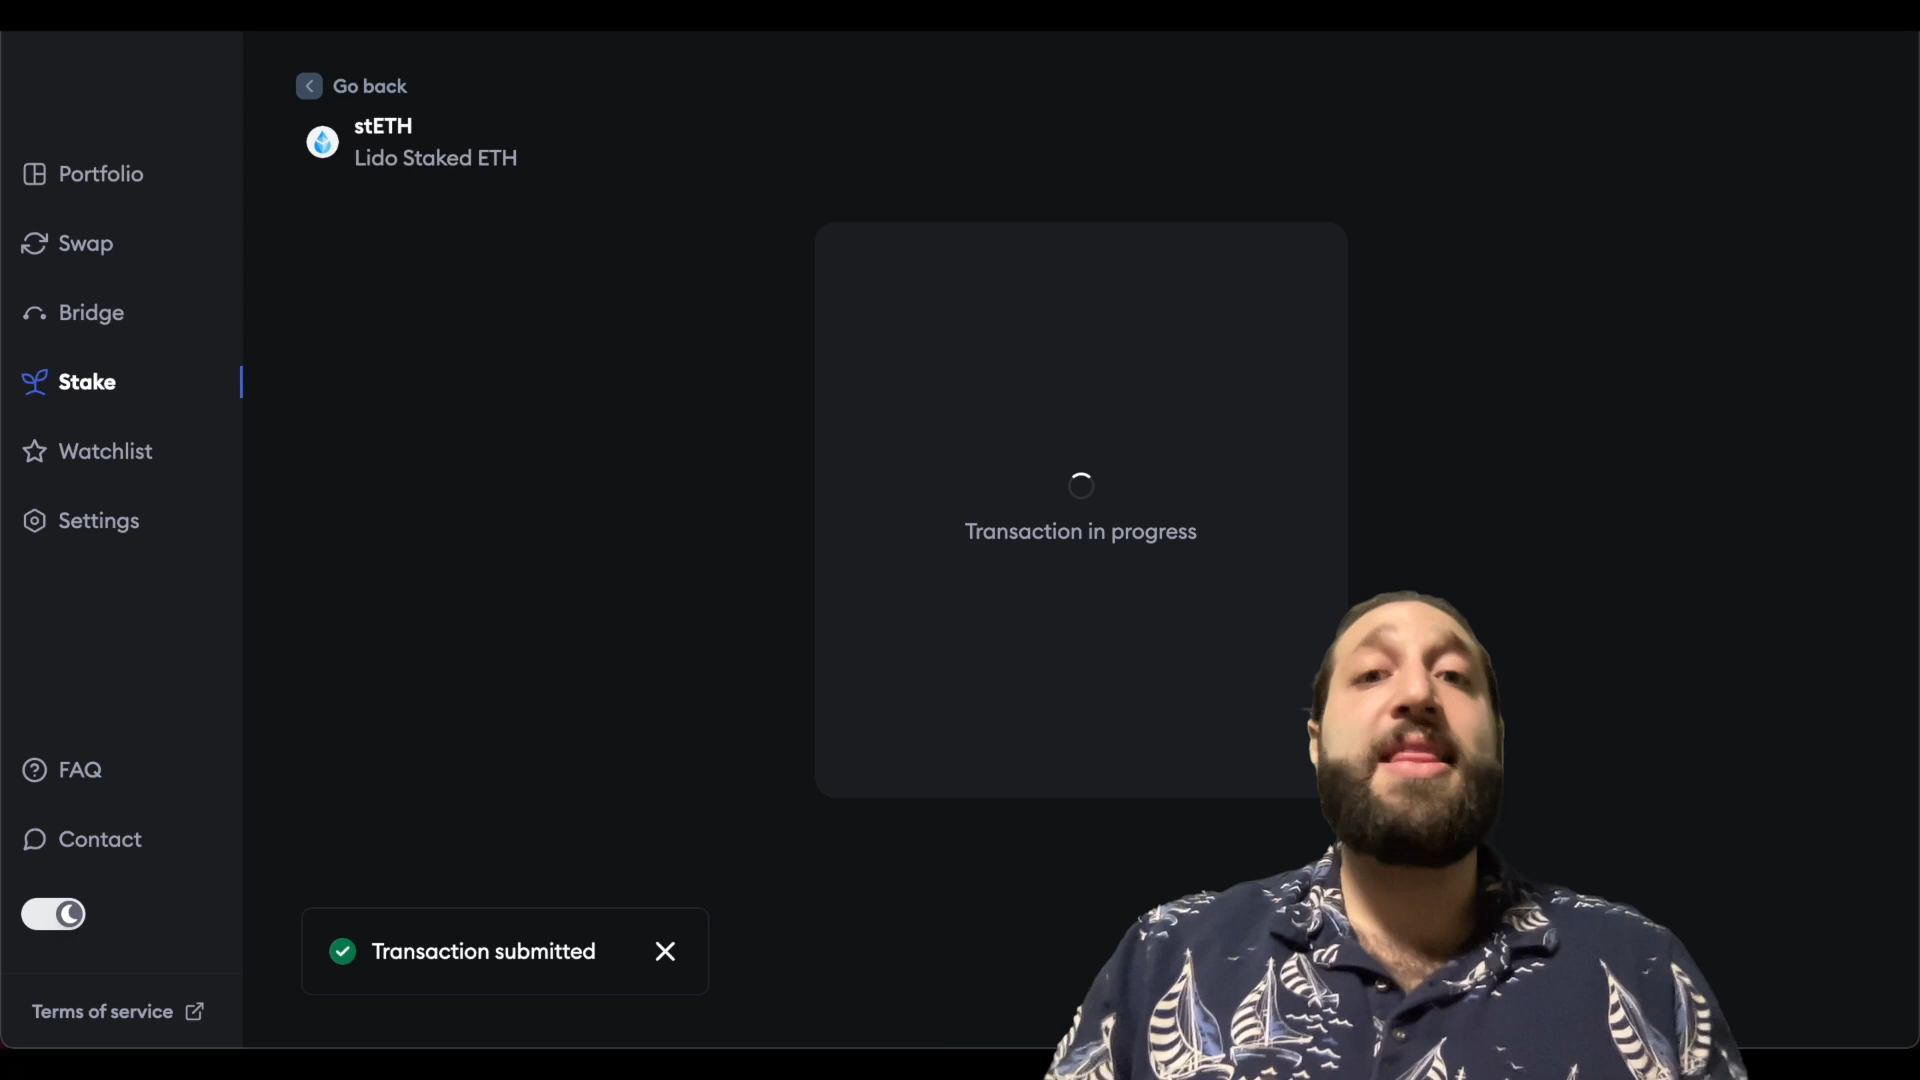 Go back
stETH
Lido Staked ETH
Portfolio
Swap
Bridge
Stake
Watchlist
Settings
Transaction in progress
FAQ
Contact
Transaction submitted
Terms of service